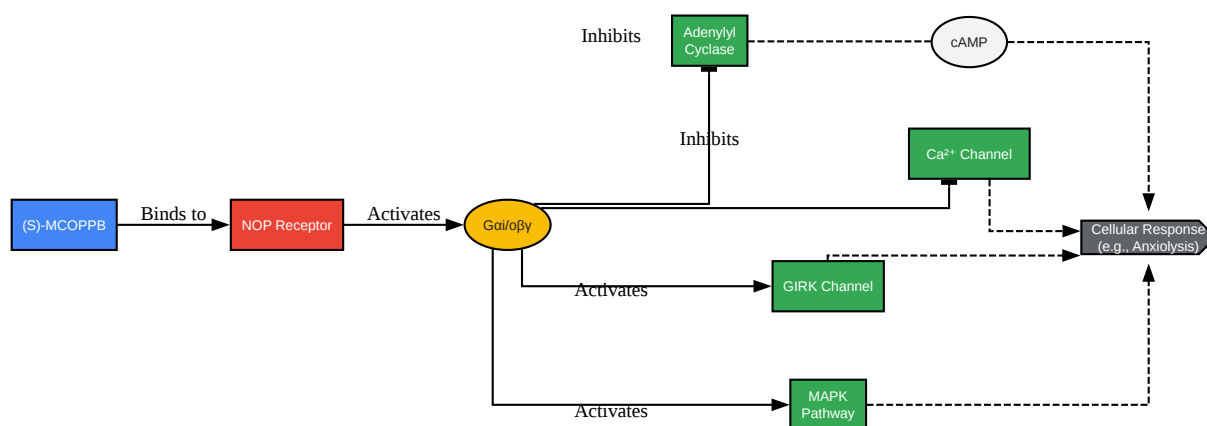 Inhibits
Adenylyl
Cyclase
cAMP
Inhibits
Ca²⁺ Channel
(S)-MCOPPB
Binds to
NOP Receptor
Activates
Gαi/oβγ
Cellular Response
(e.g., Anxiolysis)
Activates
GIRK Channel
Activates
MAPK
Pathway